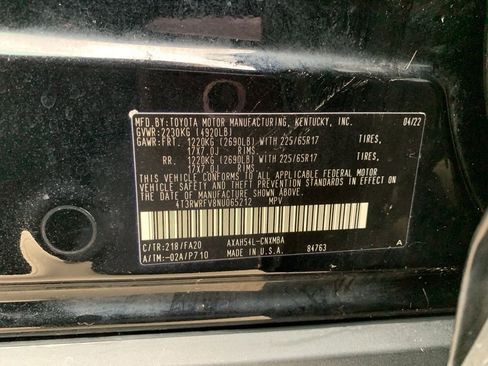 MFD.BY:TOYOTA MOTOR MANUFACTURING, KENTUCKY, INC. 04/22
GVWR:2230KG (4920LB)
GAWR:FRT. 1220KG (2690LB) WITH 225/65R17 TIRES,
17X7.0J RIMS
RR. 1220KG (2690LB) WITH 225/65R17 TIRES,
17X7.0J RIMS
THIS VEHICLE CONFORMS TO ALL APPLICABLE FEDERAL MOTOR
VEHICLE SAFETY AND BUMPER STANDARDS IN EFFECT ON
THE DATE OF MANUFACTURE SHOWN ABOVE.
4T3RWRFV8NU065212 MPV
C/TR:218/FA20 AXAH54L-CNXMBA A
A/TM:-02A/P710 MADE IN U.S.A. 84763